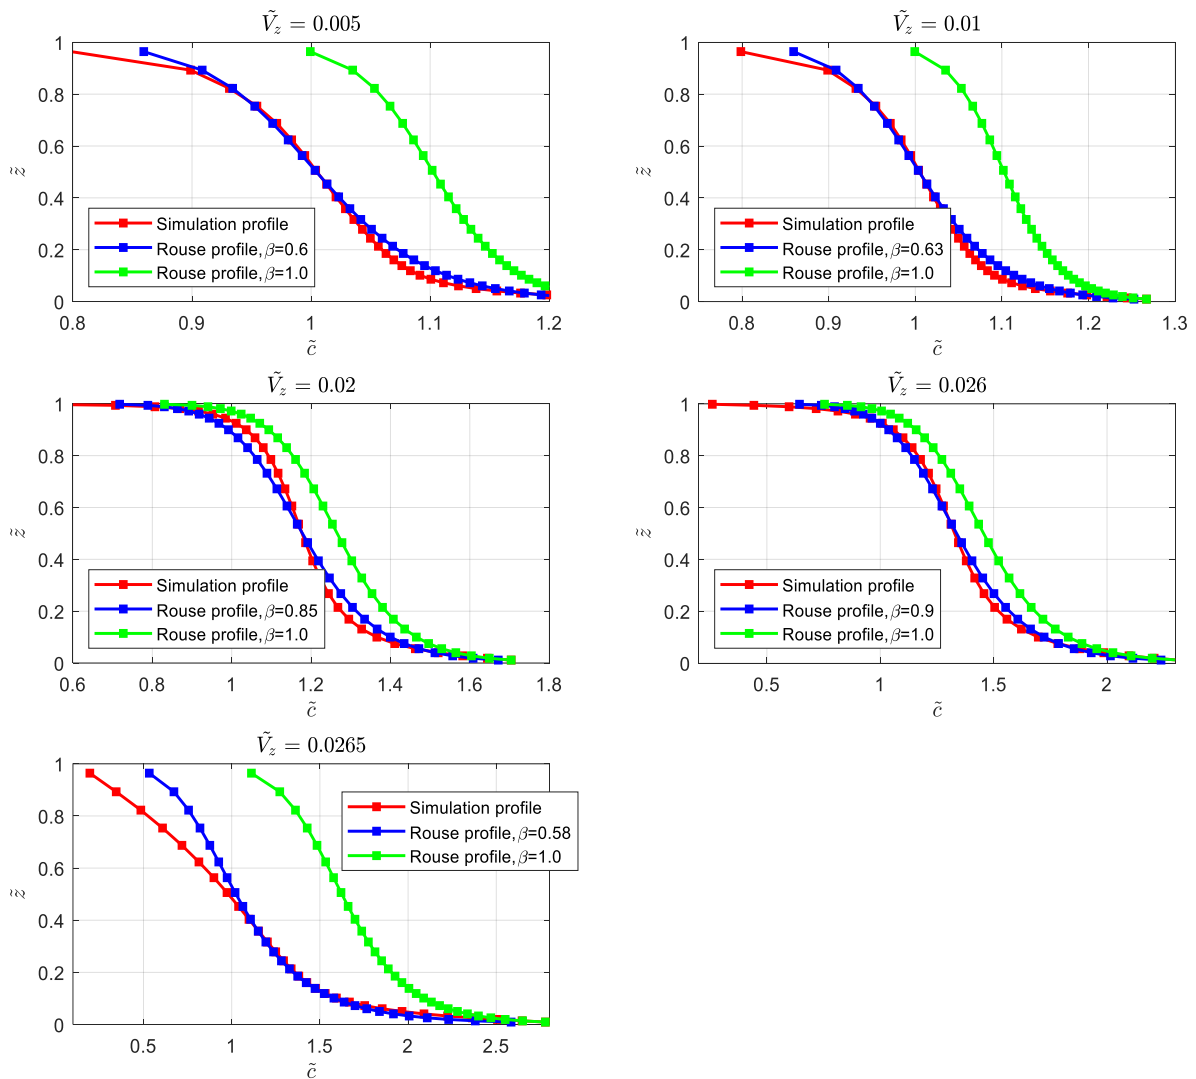 Ṽz = 0.005
1
0.8
0.6
0.4
0.2
0
z̃
Simulation profile
Rouse profile,β=0.6
Rouse profile,β=1.0
0.8 0.9 1 1.1 1.2
c̃
Ṽz = 0.01
1
0.8
0.6
0.4
0.2
0
z̃
Simulation profile
Rouse profile,β=0.63
Rouse profile,β=1.0
0.8 0.9 1 1.1 1.2 1.3
c̃
Ṽz = 0.02
1
0.8
0.6
0.4
0.2
0
z̃
Simulation profile
Rouse profile,β=0.85
Rouse profile,β=1.0
0.6 0.8 1 1.2 1.4 1.6 1.8
c̃
Ṽz = 0.026
1
0.8
0.6
0.4
0.2
0
z̃
Simulation profile
Rouse profile,β=0.9
Rouse profile,β=1.0
0.5 1 1.5 2
c̃
Ṽz = 0.0265
1
0.8
0.6
0.4
0.2
0
z̃
Simulation profile
Rouse profile,β=0.58
Rouse profile,β=1.0
0.5 1 1.5 2 2.5
c̃